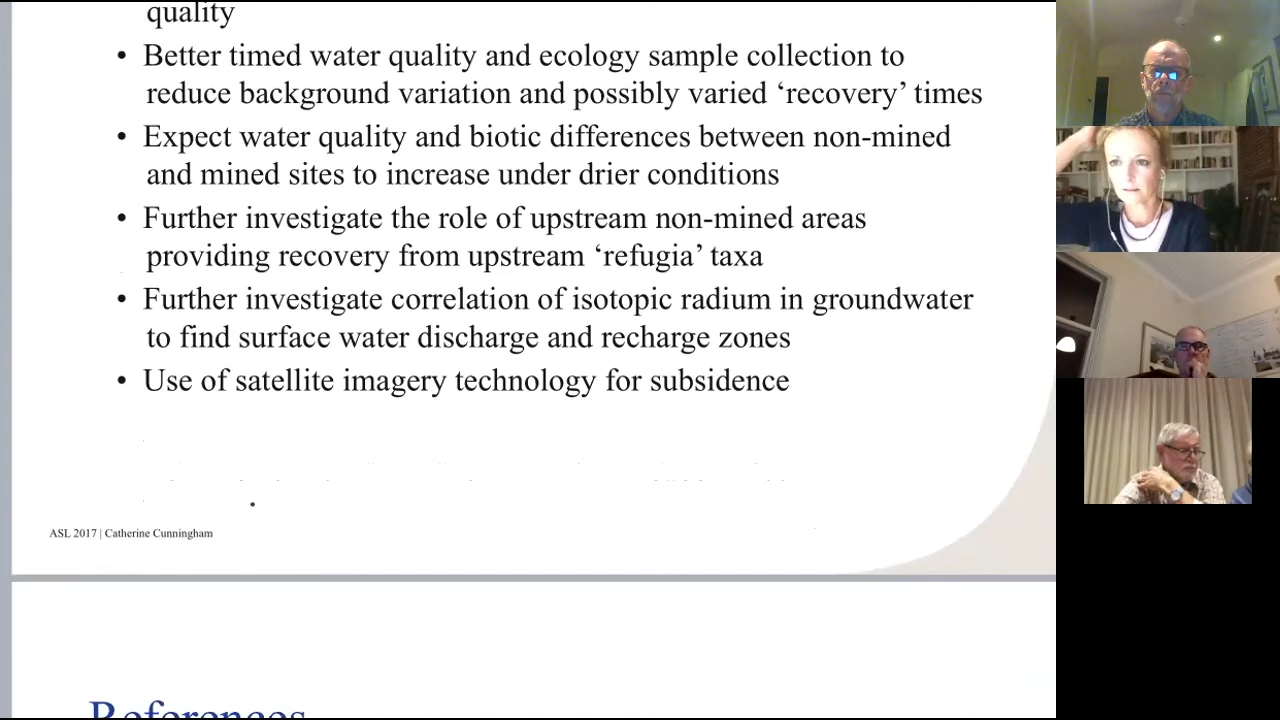 quality
• Better timed water quality and ecology sample collection to
reduce background variation and possibly varied ‘recovery’ times
• Expect water quality and biotic differences between non-mined
and mined sites to increase under drier conditions
• Further investigate the role of upstream non-mined areas
providing recovery from upstream ‘refugia’ taxa
• Further investigate correlation of isotopic radium in groundwater
to find surface water discharge and recharge zones
• Use of satellite imagery technology for subsidence
•
ASL 2017 | Catherine Cunningham
References